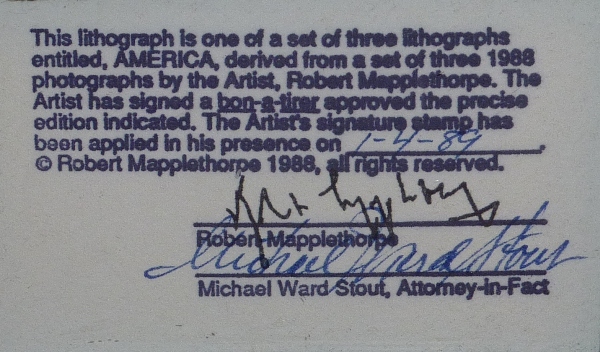 This lithograph is one of a set of three lithographs
entitled, AMERICA, derived from a set of three 1988
photographs by the Artist, Robert Mapplethorpe. The
Artist has signed a bon-a-tirer approved the precise
edition indicated. The Artist's signature stamp has
been applied in his presence on 1-4-89.
© Robert Mapplethorpe 1988, all rights reserved.
Robert Mapplethorpe
Michael Ward Stout
Michael Ward Stout, Attorney-in-Fact